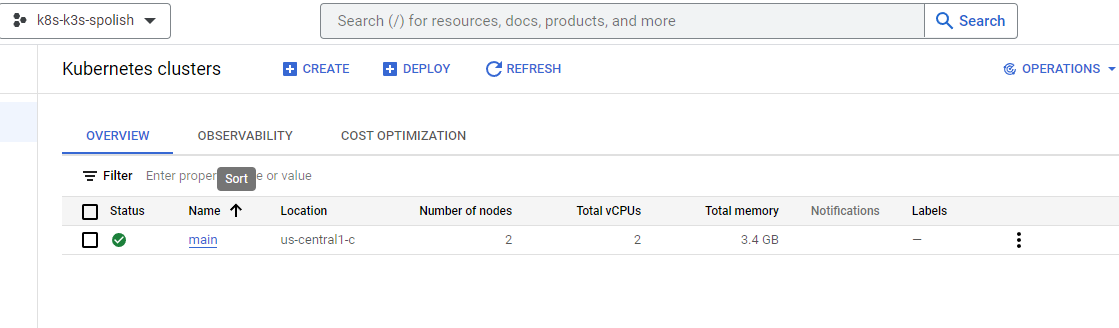 k8s-k3s-spolish
Search (/) for resources, docs, products, and more
Search
Kubernetes clusters
CREATE
DEPLOY
REFRESH
OPERATIONS
OVERVIEW
OBSERVABILITY
COST OPTIMIZATION
Filter Enter proper e or value
Sort
Status Name Location Number of nodes Total vCPUs Total memory Notifications Labels
main us-central1-c 2 2 3.4 GB —